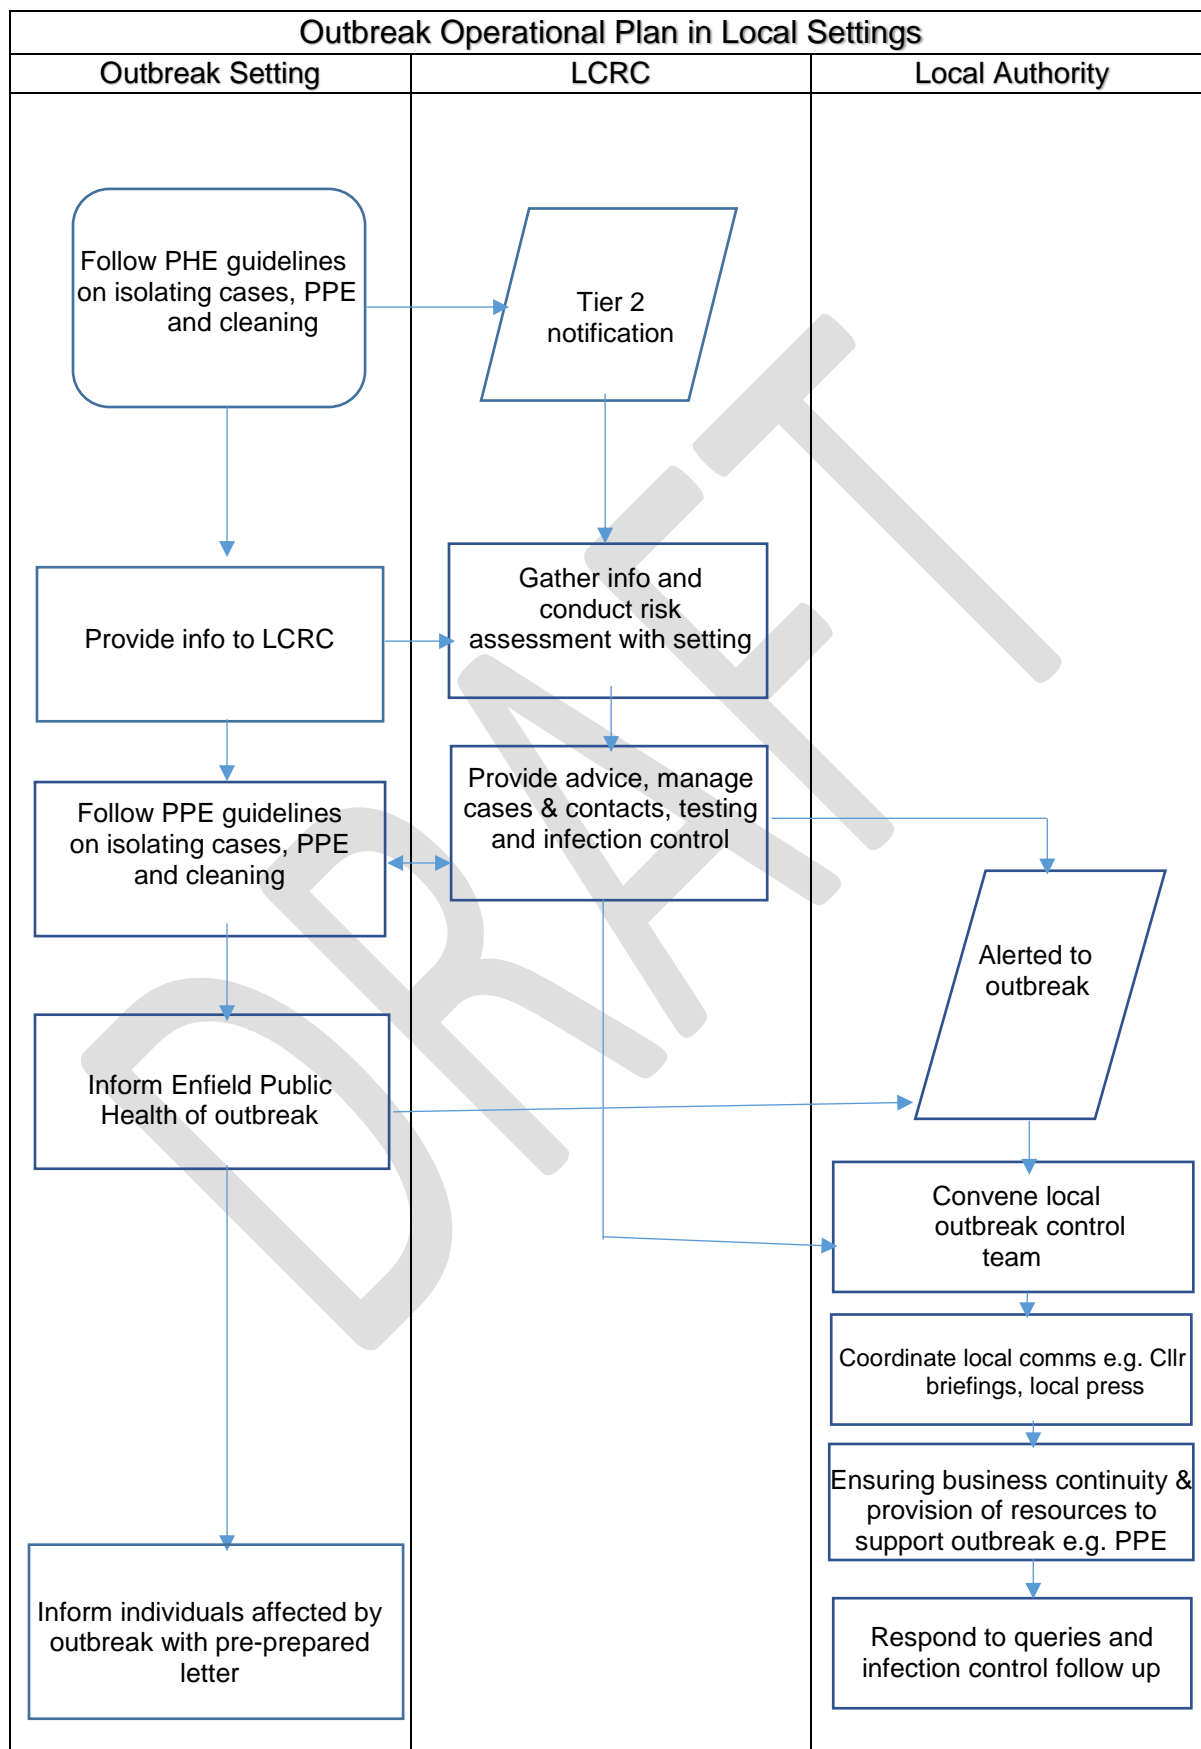 Outbreak Operational Plan in Local Settings
Outbreak Setting
LCRC
Local Authority
Follow PHE guidelines
on isolating cases, PPE
and cleaning
Tier 2
notification
Gather info and
conduct risk
assessment with setting
Provide info to LCRC
Provide advice, manage
cases & contacts, testing
and infection control
Follow PPE guidelines
on isolating cases, PPE
and cleaning
Alerted to
outbreak
Inform Enfield Public
Health of outbreak
Convene local
outbreak control
team
Coordinate local comms e.g. Cllr
briefings, local press
Ensuring business continuity &
provision of resources to
support outbreak e.g. PPE
Inform individuals affected by
outbreak with pre-prepared
letter
Respond to queries and
infection control follow up
DRAFT